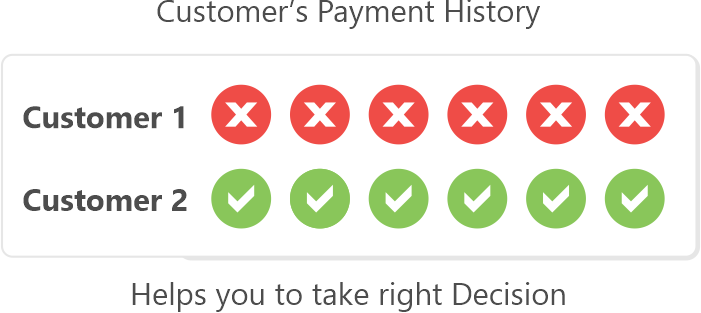 Customer’s Payment History
Customer 1
Customer 2
Helps you to take right Decision